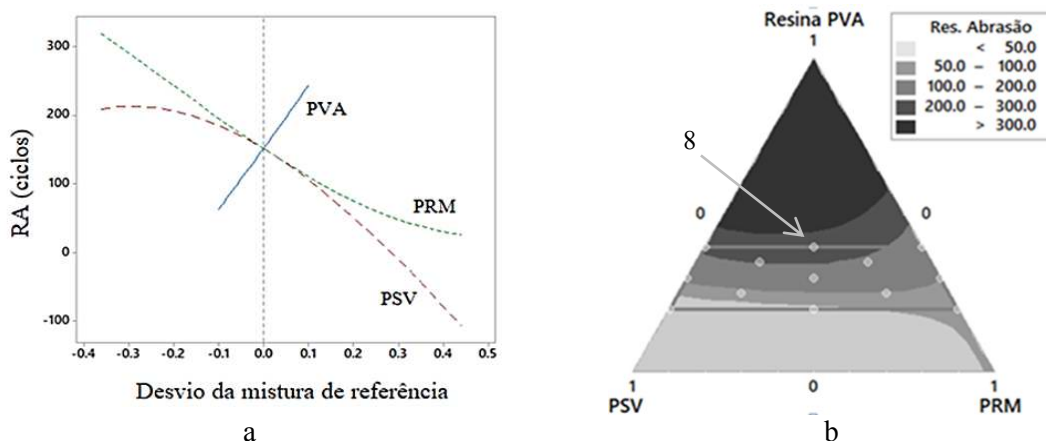 300
200
100
0
-100
RA (ciclos)
PVA
PRM
PSV
-0.4 -0.3 -0.2 -0.1 0.0 0.1 0.2 0.3 0.4 0.5
Desvio da mistura de referência
a
Resina PVA
1
Res. Abrasão
< 50.0
50.0 – 100.0
100.0 – 200.0
200.0 – 300.0
> 300.0
8
0 0
1 0 1
PSV PRM
b